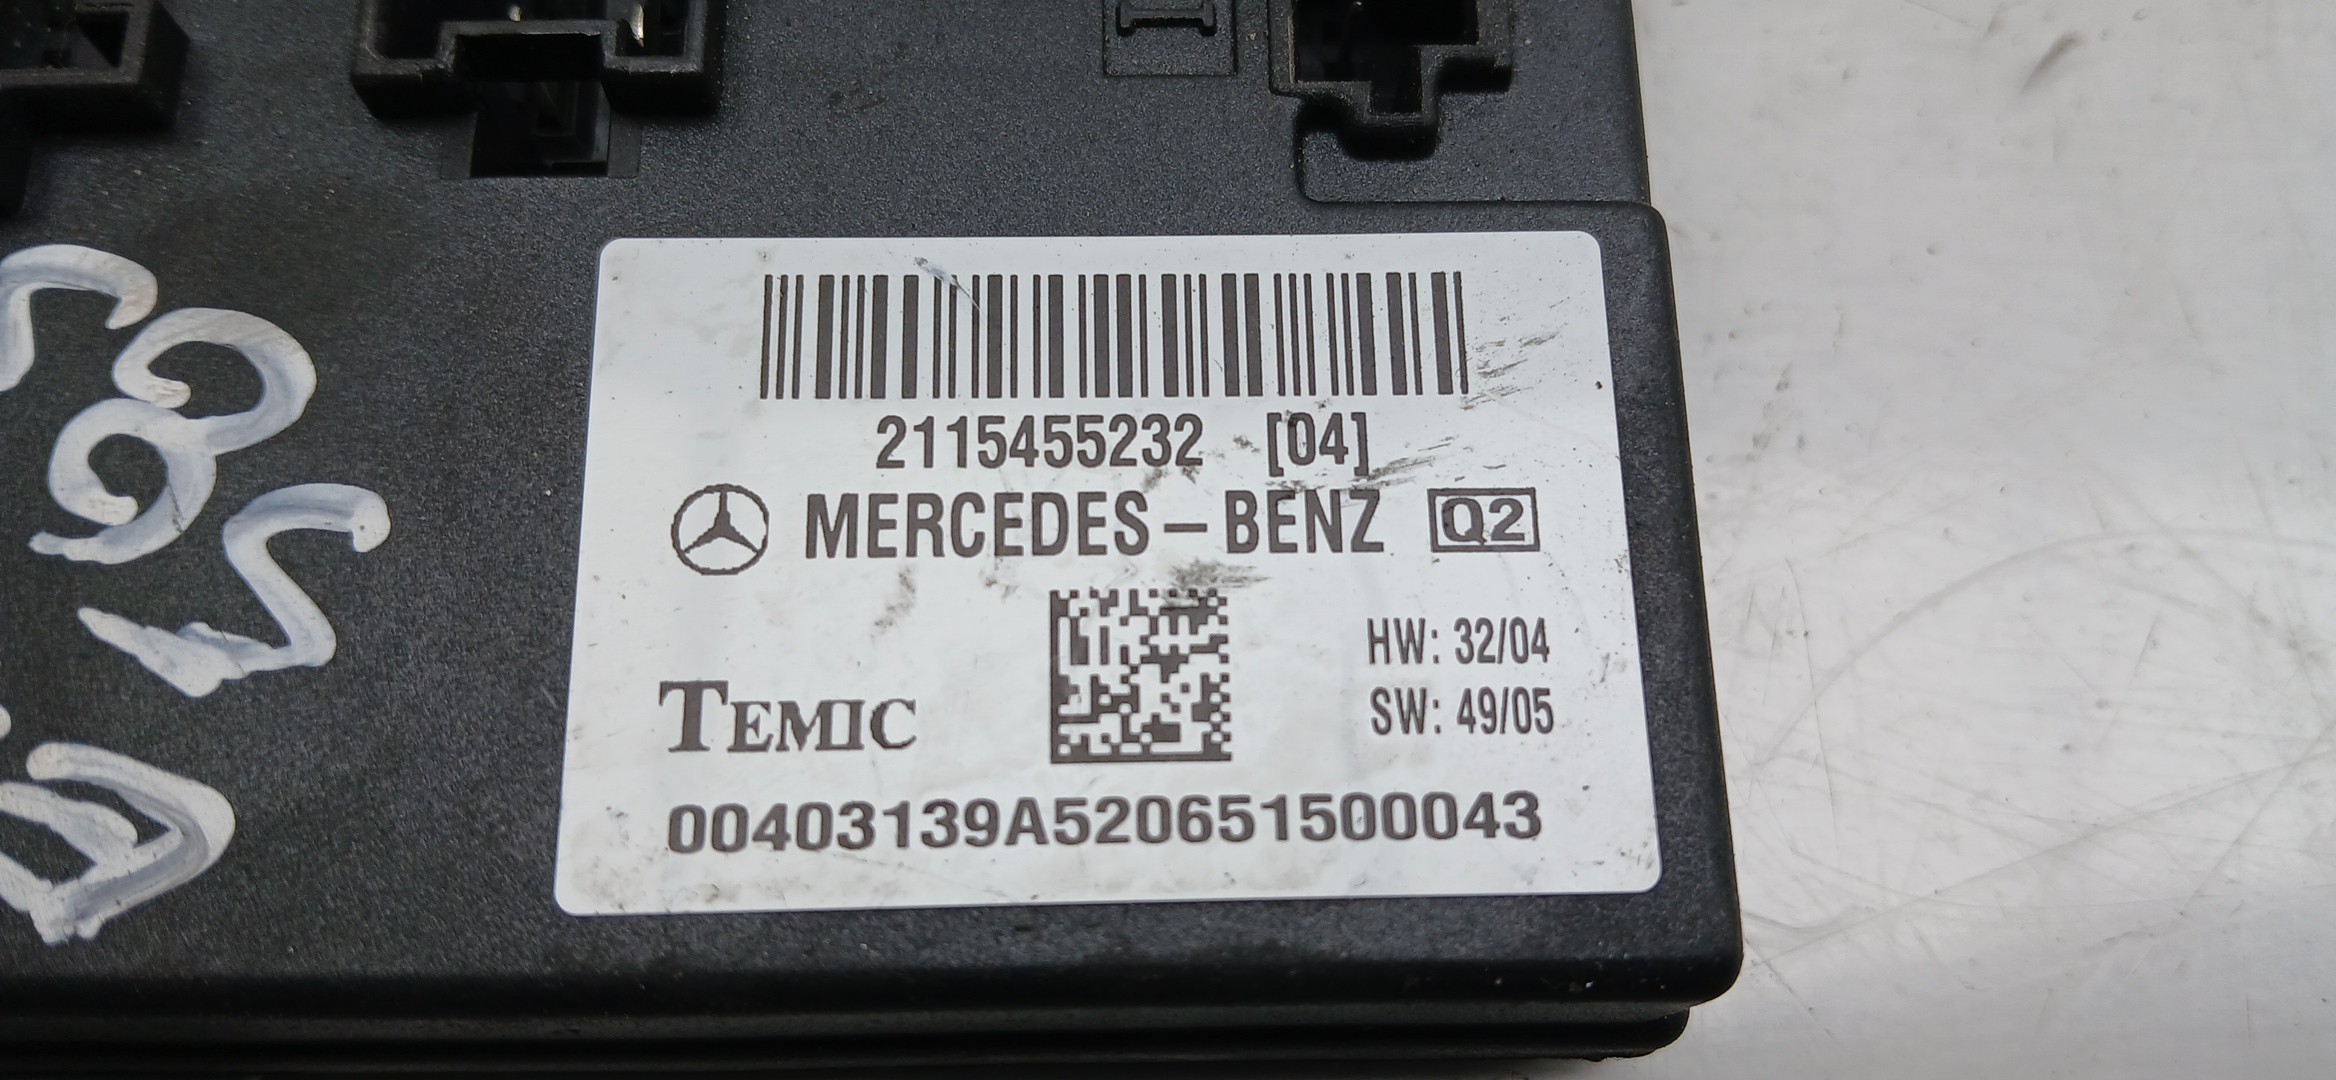 2115455232 [04]
MERCEDES-BENZ Q2
HW: 32/04
SW: 49/05
TEMIC
00403139A520651500043